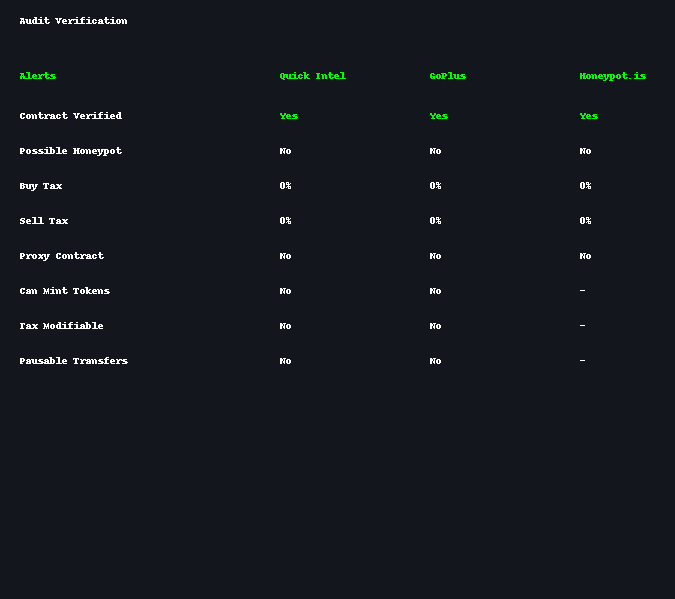 Audit Verification
Alerts Quick Intel GoPlus Honeypot.is
Contract Verified Yes Yes Yes
Possible Honeypot No No No
Buy Tax 0% 0% 0%
Sell Tax 0% 0% 0%
Proxy Contract No No No
Can Mint Tokens No No -
Tax Modifiable No No -
Pausable Transfers No No -